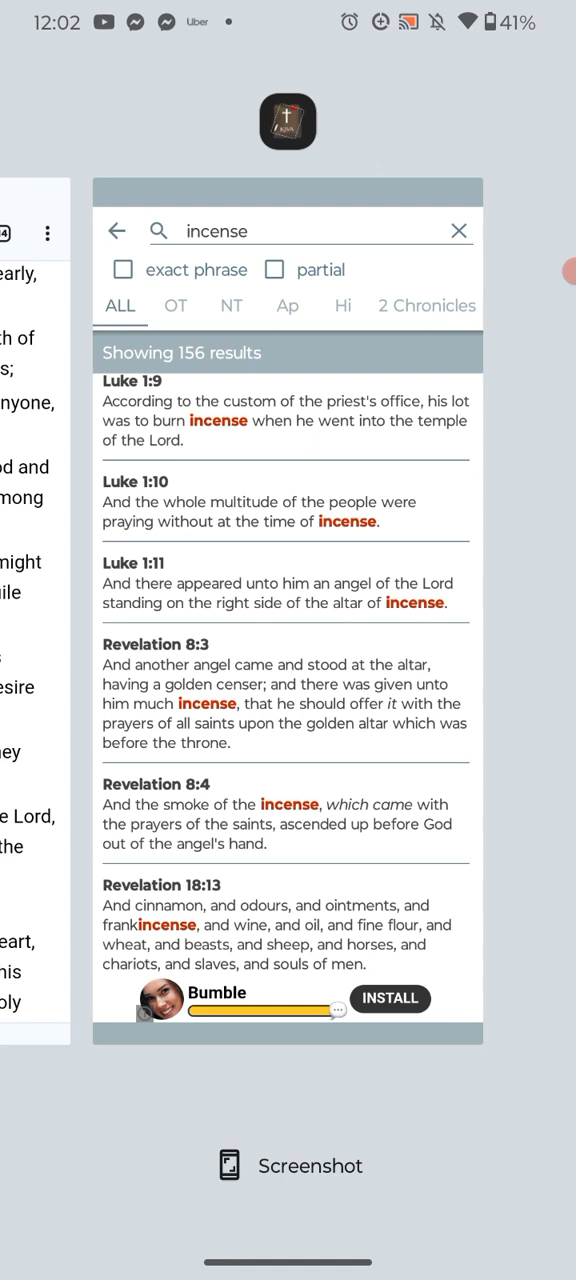 12:02 Uber 41%
KJVA
early,
incense
exact phrase partial
th of
ALL OT NT Ap Hi 2 Chronicles
s;
Showing 156 results
nyone,
Luke 1:9
According to the custom of the priest's office, his lot
was to burn incense when he went into the temple
of the Lord.
od and
Luke 1:10
mong
And the whole multitude of the people were
praying without at the time of incense.
might
Luke 1:11
ile
And there appeared unto him an angel of the Lord
standing on the right side of the altar of incense.
s
Revelation 8:3
And another angel came and stood at the altar,
esire
having a golden censer; and there was given unto
him much incense, that he should offer it with the
prayers of all saints upon the golden altar which was
before the throne.
ney
Revelation 8:4
And the smoke of the incense, which came with
e Lord,
the prayers of the saints, ascended up before God
the
out of the angel's hand.
Revelation 18:13
And cinnamon, and odours, and ointments, and
frankincense, and wine, and oil, and fine flour, and
eart,
wheat, and beasts, and sheep, and horses, and
his
chariots, and slaves, and souls of men.
oly
Bumble
INSTALL
Screenshot